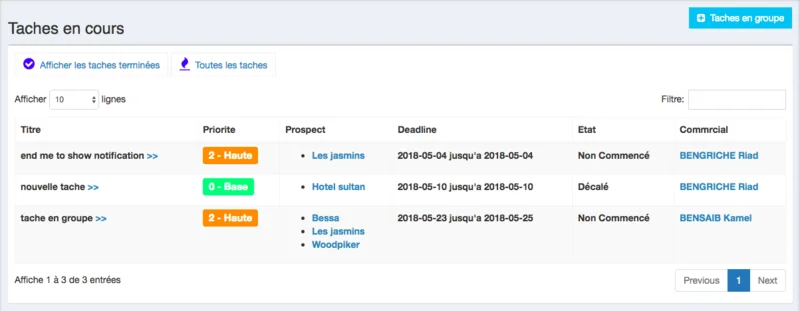 Taches en groupe
Taches en cours
Afficher les taches terminées Toutes les taches
Afficher 10 lignes Filtre:
Titre Priorite Prospect Deadline Etat Commrcial
end me to show notification >> 2 - Haute Les jasmins 2018-05-04 jusqu'a 2018-05-04 Non Commencé BENGRICHE Riad
nouvelle tache >> 0 - Base Hotel sultan 2018-05-10 jusqu'a 2018-05-10 Décalé BENGRICHE Riad
tache en groupe >> 2 - Haute Bessa 2018-05-23 jusqu'a 2018-05-25 Non Commencé BENSAIB Kamel
Les jasmins
Woodpiker
Affiche 1 à 3 de 3 entrées Previous 1 Next